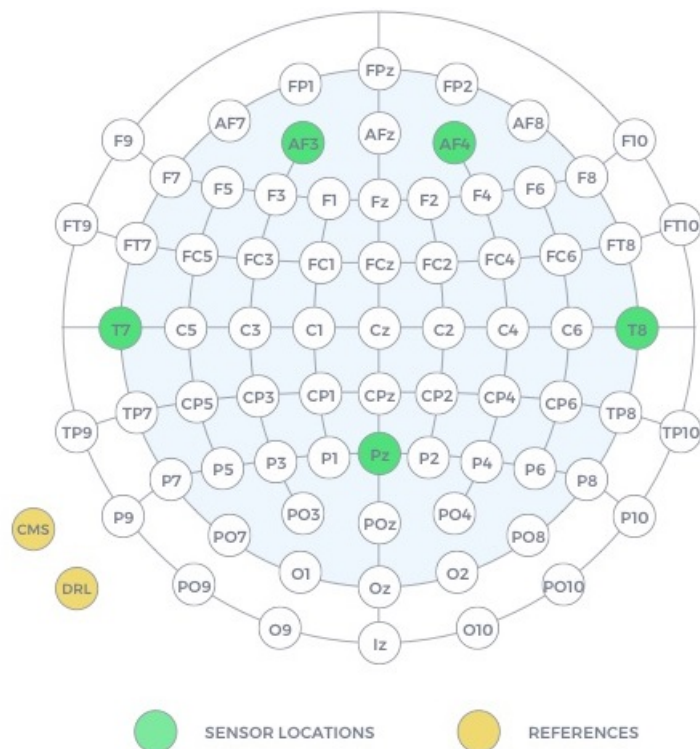 FPz
FP1 FP2
AF7 AF8
AFz
F9 AF3 AF4 F10
F7 F5 F3 F1 Fz F2 F4 F6 F8
FT9 FT10
FT7 FC5 FC3 FC1 FCz FC2 FC4 FC6 FT8
T7 C5 C3 C1 Cz C2 C4 C6 T8
TP7 CP5 CP3 CP1 CPz CP2 CP4 CP6 TP8
TP9 TP10
P7 P5 P3 P1 Pz P2 P4 P6 P8
P9 PO3 POz PO4 P10
CMS PO7 PO8
DRL PO9 O1 Oz O2 PO10
O9 Iz O10
SENSOR LOCATIONS REFERENCES